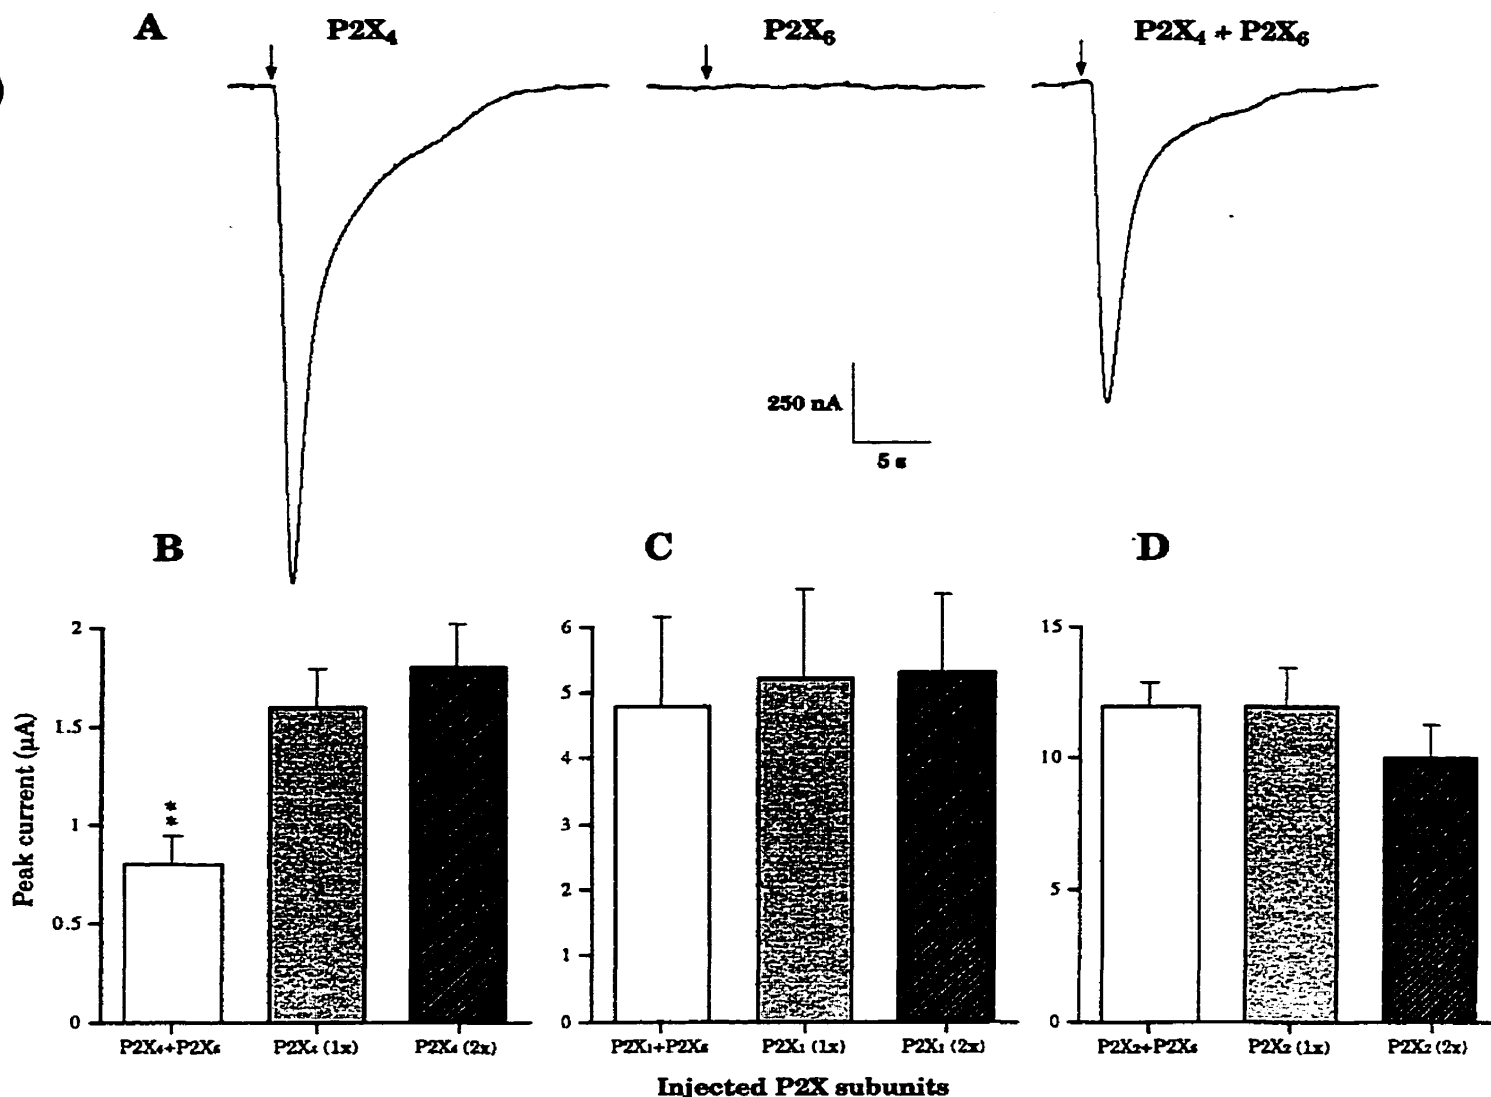 A
P2X₄
P2X₆
P2X₄ + P2X₆
250 nA
5 s
B
C
D
Peak current (μA)
2
1.5
1
0.5
0
**
P2X₄+P2X₆
P2X₄ (1x)
P2X₄ (2x)
6
5
4
3
2
1
0
P2X₁+P2X₆
P2X₁ (1x)
P2X₁ (2x)
15
10
5
0
P2X₂+P2X₆
P2X₂ (1x)
P2X₂ (2x)
Injected P2X subunits